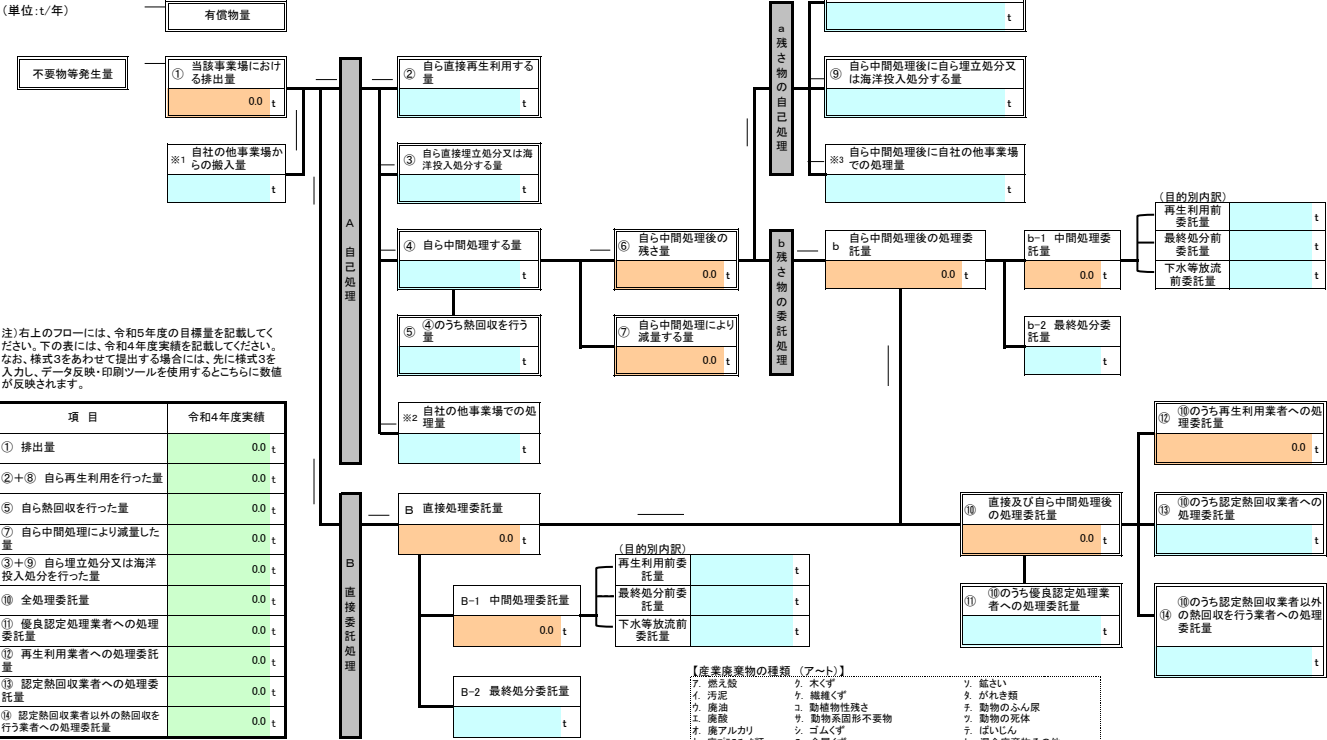 (単位:t/年)
有償物量
t
不要物等発生量
① 当該事業場におけ
る排出量
0.0 t
※1 自社の他事業場か
らの搬入量
t
A 自己処理
② 自ら直接再生利用する
量
t
③ 自ら直接埋立処分又は海
洋投入処分する量
t
④ 自ら中間処理する量
t
⑤ ④のうち熱回収を行う
量
t
※2 自社の他事業場での処
理量
t
⑥ 自ら中間処理後の
残さ量
0.0 t
⑦ 自ら中間処理により
減量する量
0.0 t
a 残さ物の自己処理
⑨ 自ら中間処理後に自ら埋立処分又
は海洋投入処分する量
t
※3 自ら中間処理後に自社の他事業場
での処理量
t
b 残さ物の委託処理
b 自ら中間処理後の処理委
託量
0.0 t
b-1 中間処理委
託量
0.0 t
b-2 最終処分委
託量
t
(目的別内訳)
再生利用前
委託量
t
最終処分前
委託量
t
下水等放流
前委託量
t
注)右上のフローには、令和5年度の目標量を記載してく
ださい。下の表には、令和4年度実績を記載してください。
なお、様式3をあわせて提出する場合には、先に様式3を
入力し、データ反映・印刷ツールを使用するとこちらに数値
が反映されます。
項 目 令和4年度実績
① 排出量 0.0 t
②+⑧ 自ら再生利用を行った量 0.0 t
⑤ 自ら熱回収を行った量 0.0 t
⑦ 自ら中間処理により減量した
量 0.0 t
③+⑨ 自ら埋立処分又は海洋
投入処分を行った量 0.0 t
⑩ 全処理委託量 0.0 t
⑪ 優良認定処理業者への処理
委託量 0.0 t
⑫ 再生利用業者への処理委託
量 0.0 t
⑬ 認定熱回収業者への処理委
託量 0.0 t
⑭ 認定熱回収業者以外の熱回収を
行う業者への処理委託量 0.0 t
B 直接委託処理
B 直接処理委託量
0.0 t
B-1 中間処理委託量
0.0 t
B-2 最終処分委託量
t
(目的別内訳)
再生利用前委
託量
t
最終処分前委
託量
t
下水等放流前
委託量
t
⑩ 直接及び自ら中間処理後
の処理委託量
0.0 t
⑪ ⑩のうち優良認定処理業
者への処理委託量
t
⑫ ⑩のうち再生利用業者への処
理委託量
0.0 t
⑬ ⑩のうち認定熱回収業者への
処理委託量
t
⑭ ⑩のうち認定熱回収業者以外
の熱回収を行う業者への処理
委託量
t
【産業廃棄物の種類 (ア~ト)】
ア. 燃え殻 ク. 木くず ソ. 鉱さい
イ. 汚泥 ケ. 繊維くず タ. がれき類
ウ. 廃油 コ. 動植物性残さ チ. 動物のふん尿
エ. 廃酸 サ. 動物系固形不要物 ツ. 動物の死体
オ. 廃アルカリ シ. ゴムくず テ. ばいじん